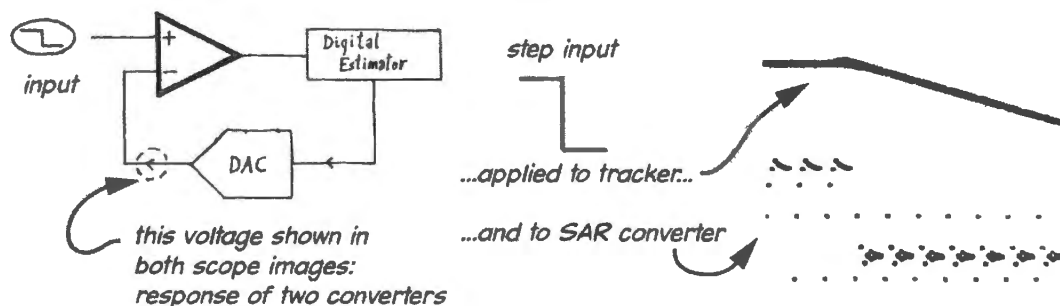 input
+
−
Digital
Estimator
DAC
this voltage shown in
both scope images:
response of two converters
step input
...applied to tracker...
...and to SAR converter